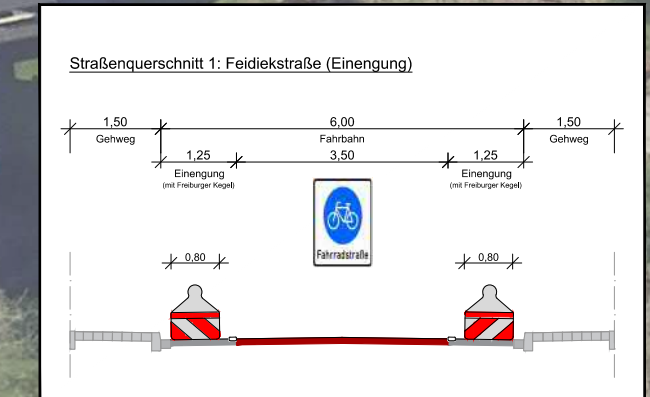 Straßenquerschnitt 1: Feidiekstraße (Einengung)
1,50 6,00 1,50
Gehweg Fahrbahn Gehweg
1,25 3,50 1,25
Einengung Einengung
(mit Freiburger Kegel) (mit Freiburger Kegel)
Fahrradstraße
0,80 0,80